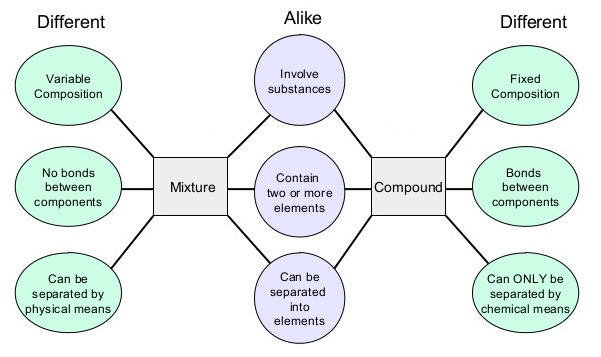 Different
Alike
Different
Variable
Composition
Involve
substances
Fixed
Composition
No bonds
between
components
Mixture
Contain
two or more
elements
Compound
Bonds
between
components
Can be
separated by
physical means
Can be
separated
into
elements
Can ONLY be
separated by
chemical means